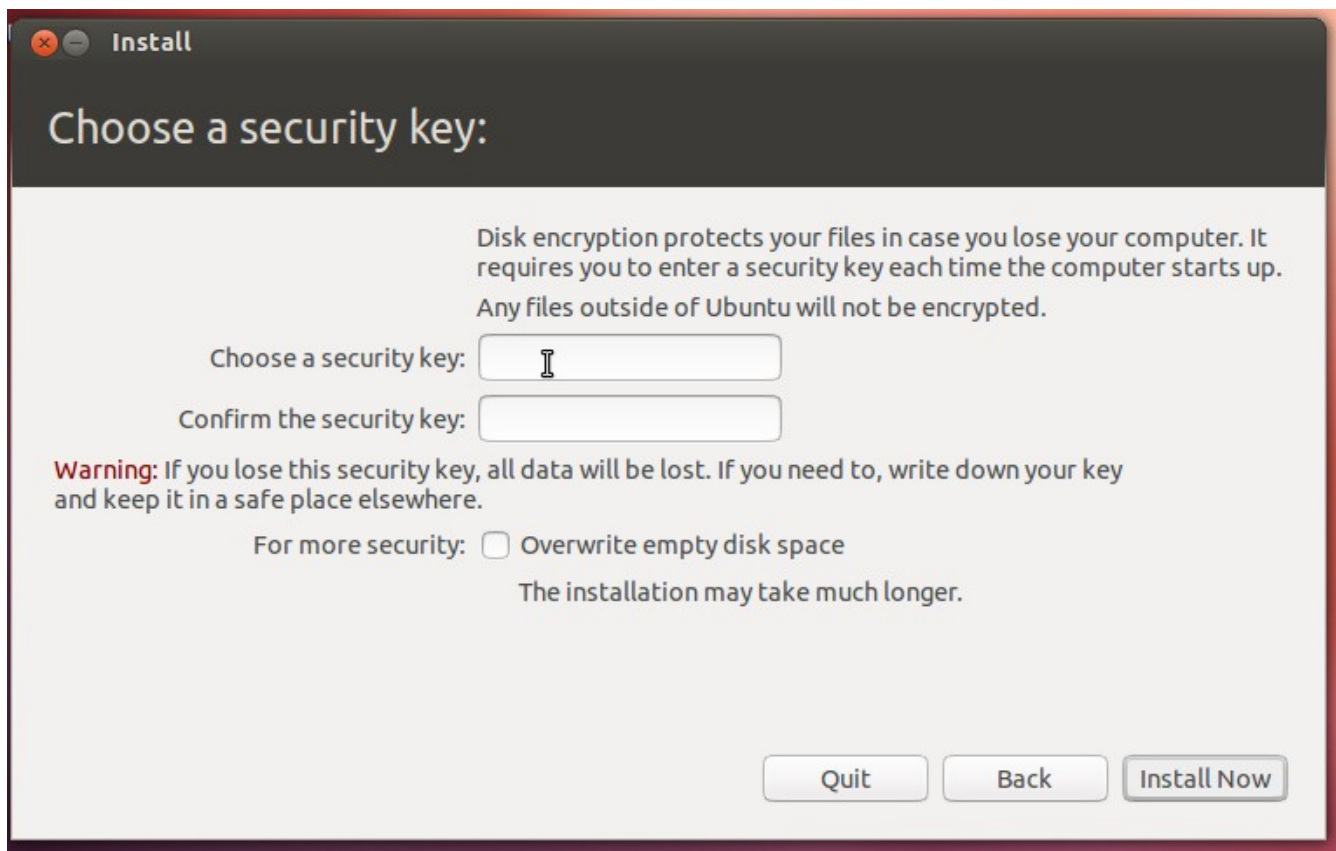 Install
Choose a security key:
Disk encryption protects your files in case you lose your computer. It
requires you to enter a security key each time the computer starts up.
Any files outside of Ubuntu will not be encrypted.
Choose a security key:
Confirm the security key:
Warning: If you lose this security key, all data will be lost. If you need to, write down your key
and keep it in a safe place elsewhere.
For more security: Overwrite empty disk space
The installation may take much longer.
Quit Back Install Now